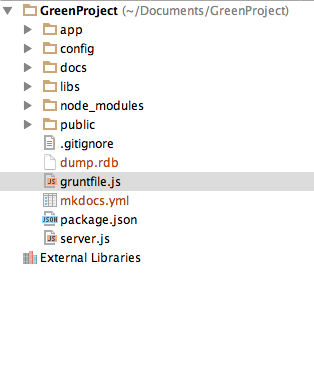 GreenProject (~/Documents/GreenProject)
app
config
docs
libs
node_modules
public
.gitignore
dump.rdb
JS gruntfile.js
mkdocs.yml
JSON package.json
JS server.js
External Libraries